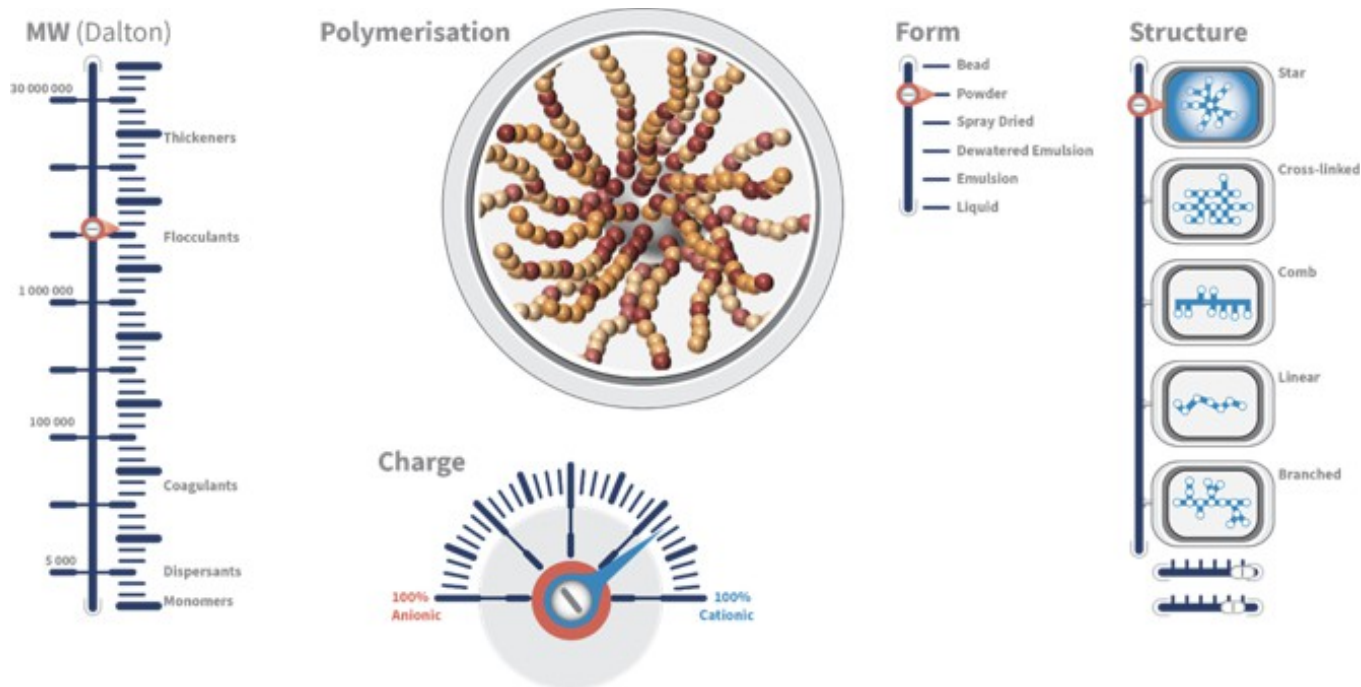 MW (Dalton)
30 000 000
Thickeners
Flocculants
1 000 000
100 000
Coagulants
5 000
Dispersants
Monomers
Polymerisation
Charge
100%
Anionic
100%
Cationic
Form
Bead
Powder
Spray Dried
Dewatered Emulsion
Emulsion
Liquid
Structure
Star
Cross-linked
Comb
Linear
Branched